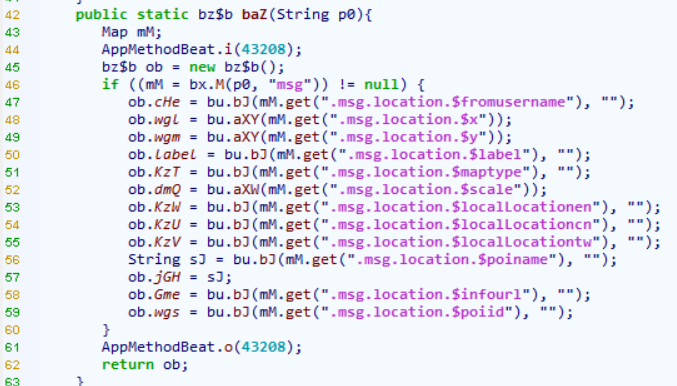 42 public static bz$b baZ(String p0){
43 Map mM;
44 AppMethodBeat.i(43208);
45 bz$b ob = new bz$b();
46 if ((mM = bx.M(p0, "msg")) != null) {
47 ob.cHe = bu.bJ(mM.get(".msg.location.$fromusername"), "");
48 ob.wgl = bu.aXY(mM.get(".msg.location.$x"));
49 ob.wgm = bu.aXY(mM.get(".msg.location.$y"));
50 ob.label = bu.bJ(mM.get(".msg.location.$label"), "");
51 ob.KzT = bu.bJ(mM.get(".msg.location.$maptype"), "");
52 ob.dmQ = bu.aXW(mM.get(".msg.location.$scale"));
53 ob.KzW = bu.bJ(mM.get(".msg.location.$localLocationen"), "");
54 ob.KzU = bu.bJ(mM.get(".msg.location.$localLocationcn"), "");
55 ob.KzV = bu.bJ(mM.get(".msg.location.$localLocationtw"), "");
56 String sJ = bu.bJ(mM.get(".msg.location.$poiname"), "");
57 ob.jGH = sJ;
58 ob.Gme = bu.bJ(mM.get(".msg.location.$infourl"), "");
59 ob.wgs = bu.bJ(mM.get(".msg.location.$poiid"), "");
60 }
61 AppMethodBeat.o(43208);
62 return ob;
63 }